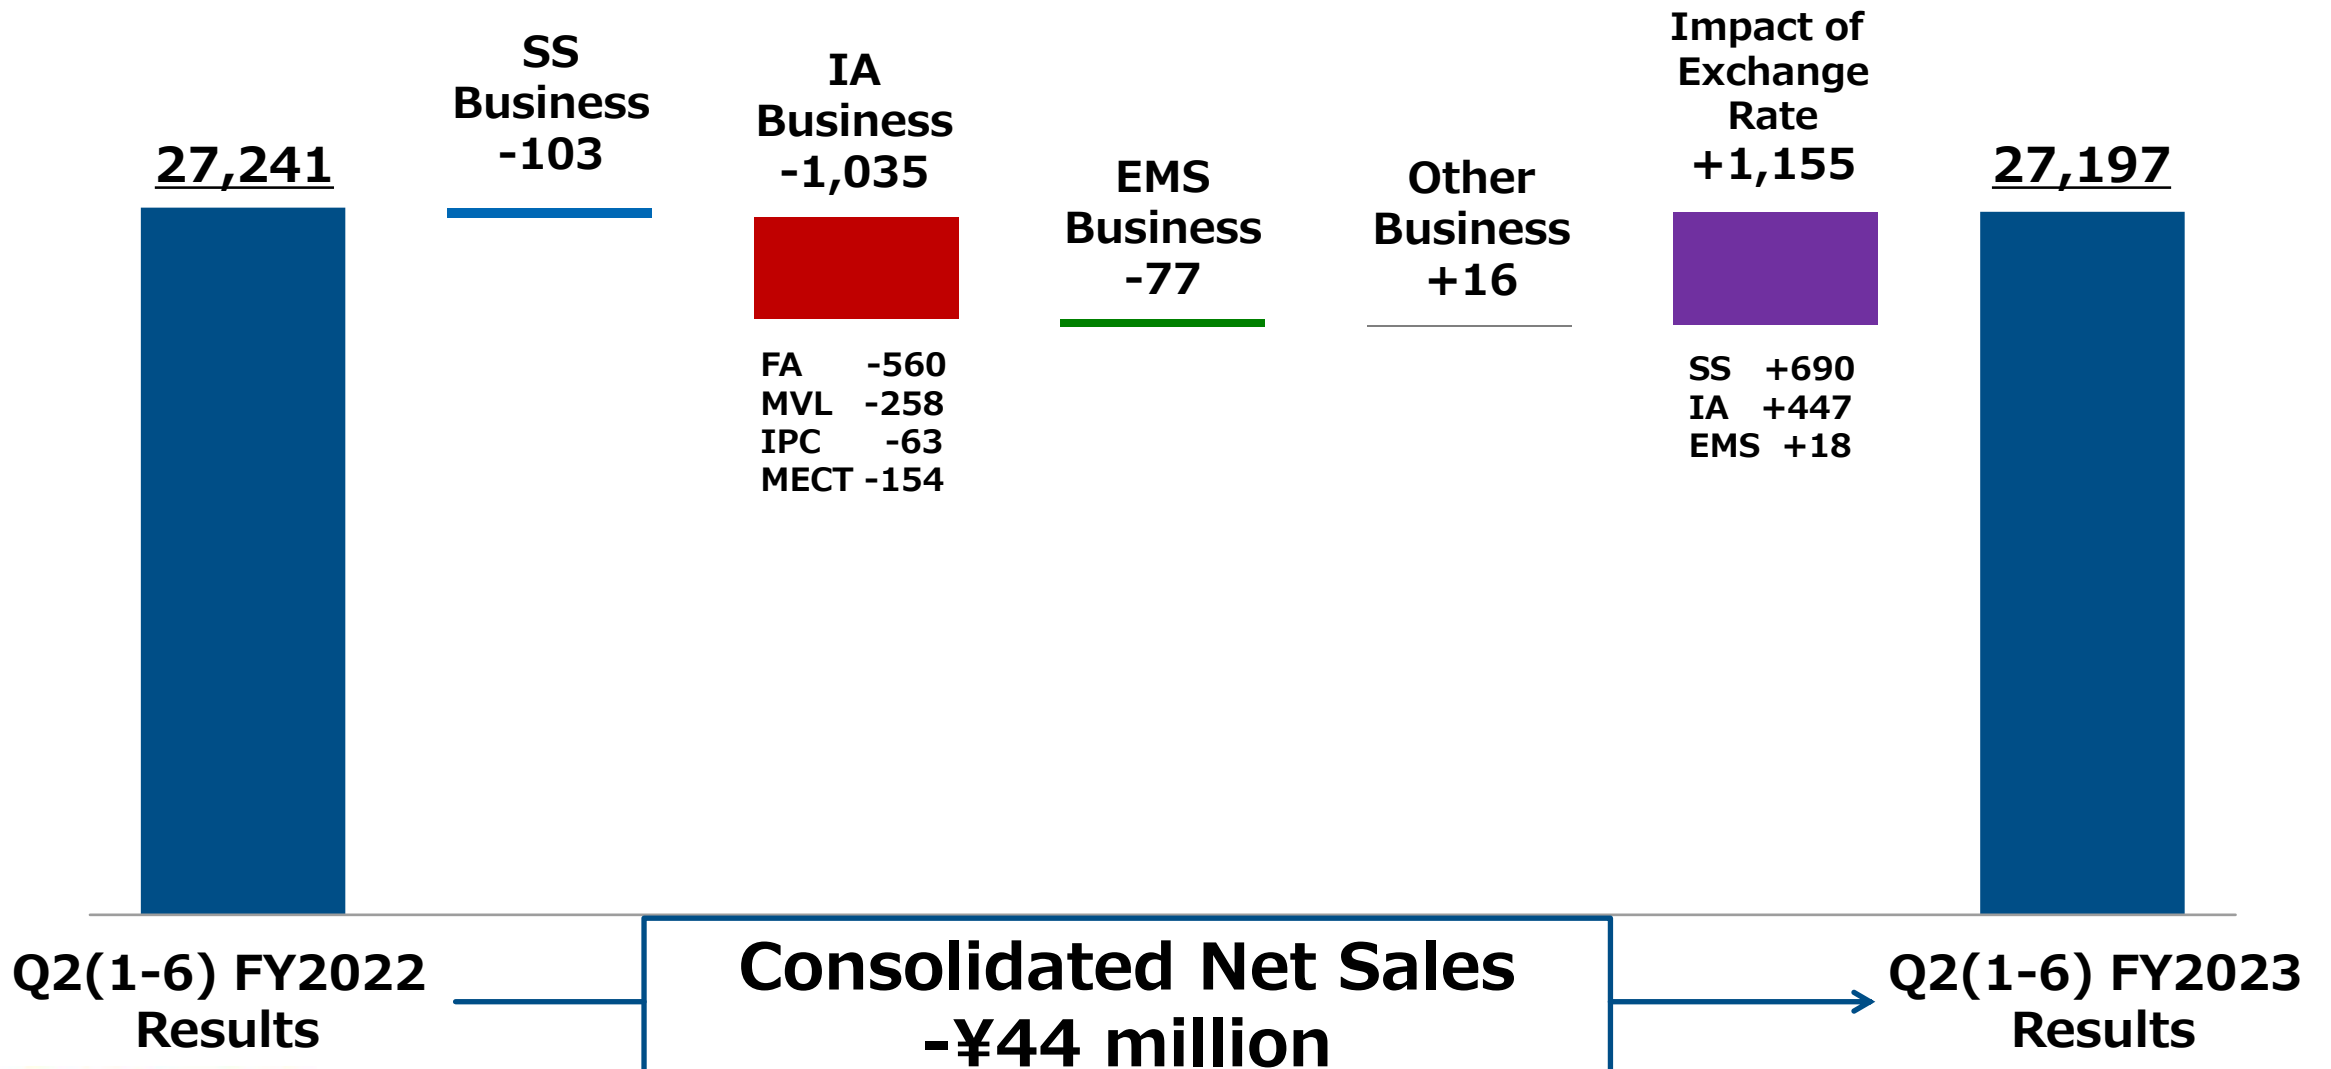 27,241
SS
Business
-103
IA
Business
-1,035
FA -560
MVL -258
IPC -63
MECT -154
EMS
Business
-77
Other
Business
+16
Impact of
Exchange
Rate
+1,155
SS +690
IA +447
EMS +18
27,197
Q2(1-6) FY2022
Results
Consolidated Net Sales
-¥44 million
Q2(1-6) FY2023
Results